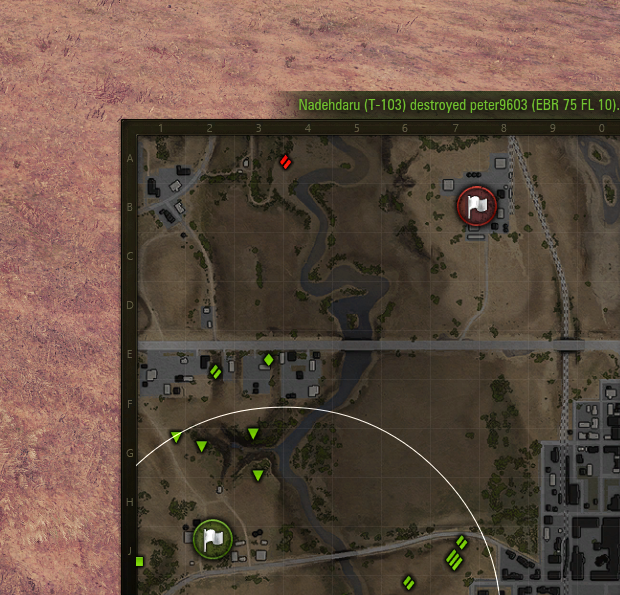 Nadehdaru (T-103) destroyed peter9603 (EBR 75 FL 10).
1 2 3 4 5 6 7 8 9 0
A
B
C
D
E
F
G
H
J